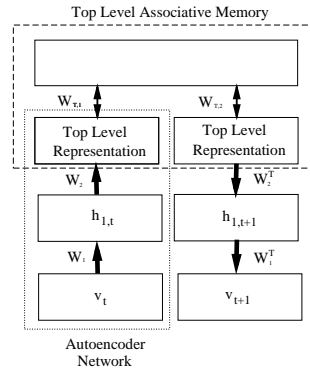 Top Level Associative Memory
W_{T,1}
W_{T,2}
Top Level
Representation
Top Level
Representation
W_2
W_2^T
h_{1,t}
h_{1,t+1}
W_1
W_1^T
v_t
v_{t+1}
Autoencoder
Network